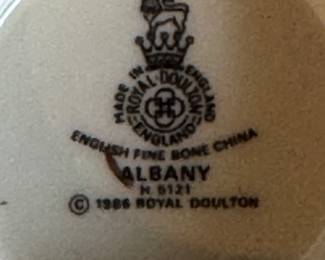 MADE IN ENGLAND
ROYAL DOULTON
ENGLAND
ENGLISH FINE BONE CHINA
ALBANY
H 5121
© 1986 ROYAL DOULTON